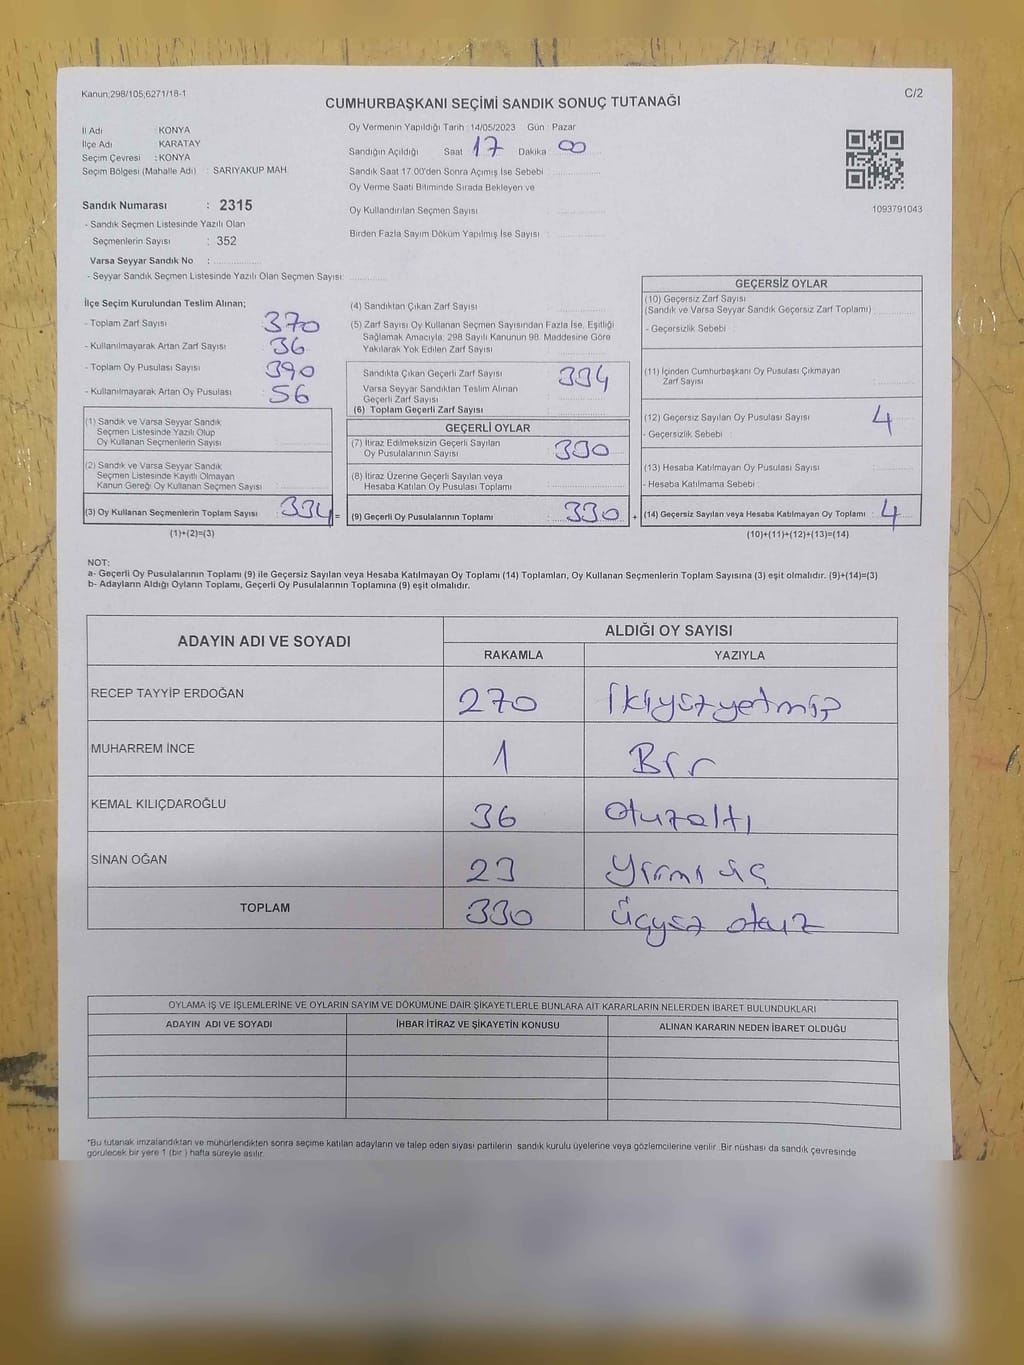 Kanun;298/105;6271/18-1
C/2
CUMHURBAŞKANI SEÇİMİ SANDIK SONUÇ TUTANAĞI
İl Adı : KONYA
İlçe Adı : KARATAY
Seçim Çevresi : KONYA
Seçim Bölgesi (Mahalle Adı) : SARIYAKUP MAH.
Oy Vermenin Yapıldığı Tarih : 14/05/2023 Gün : Pazar
Sandığın Açıldığı Saat 17 Dakika : 00
Sandık Saat 17.00'den Sonra Açımış İse Sebebi :
Oy Verme Saati Bitiminde Sırada Bekleyen ve
Oy Kullandırılan Seçmen Sayısı :
Birden Fazla Sayım Döküm Yapılmış İse Sayısı :
1093791043
Sandık Numarası : 2315
- Sandık Seçmen Listesinde Yazılı Olan
Seçmenlerin Sayısı : 352
Varsa Seyyar Sandık No :
- Seyyar Sandık Seçmen Listesinde Yazılı Olan Seçmen Sayısı:
İlçe Seçim Kurulundan Teslim Alınan;
- Toplam Zarf Sayısı : 370
- Kullanılmayarak Artan Zarf Sayısı : 36
- Toplam Oy Pusulası Sayısı : 390
- Kullanılmayarak Artan Oy Pusulası : 56
(1) Sandık ve Varsa Seyyar Sandık
Seçmen Listesinde Yazılı Olup
Oy Kullanan Seçmenlerin Sayısı :
(2) Sandık ve Varsa Seyyar Sandık
Seçmen Listesinde Kayıtlı Olmayan
Kanun Gereği Oy Kullanan Seçmen Sayısı :
(3) Oy Kullanan Seçmenlerin Toplam Sayısı : 334 =
(1)+(2)=(3)
(4) Sandıktan Çıkan Zarf Sayısı :
(5) Zarf Sayısı Oy Kullanan Seçmen Sayısından Fazla İse, Eşitliği
Sağlamak Amacıyla; 298 Sayılı Kanunun 98. Maddesine Göre
Yakılarak Yok Edilen Zarf Sayısı :
Sandıkta Çıkan Geçerli Zarf Sayısı : 334
Varsa Seyyar Sandıktan Teslim Alınan
Geçerli Zarf Sayısı :
(6) Toplam Geçerli Zarf Sayısı :
GEÇERLİ OYLAR
(7) İtiraz Edilmeksizin Geçerli Sayılan
Oy Pusulalarının Sayısı : 330
(8) İtiraz Üzerine Geçerli Sayılan veya
Hesaba Katılan Oy Pusulası Toplamı :
(9) Geçerli Oy Pusulalarının Toplamı : 330 +
GEÇERSİZ OYLAR
(10) Geçersiz Zarf Sayısı
(Sandık ve Varsa Seyyar Sandık Geçersiz Zarf Toplamı) :
- Geçersizlik Sebebi :
(11) İçinden Cumhurbaşkanı Oy Pusulası Çıkmayan
Zarf Sayısı :
(12) Geçersiz Sayılan Oy Pusulası Sayısı : 4
- Geçersizlik Sebebi :
(13) Hesaba Katılmayan Oy Pusulası Sayısı :
- Hesaba Katılmama Sebebi :
(14) Geçersiz Sayılan veya Hesaba Katılmayan Oy Toplamı : 4
(10)+(11)+(12)+(13)=(14)
NOT:
a- Geçerli Oy Pusulalarının Toplamı (9) ile Geçersiz Sayılan veya Hesaba Katılmayan Oy Toplamı (14) Toplamları, Oy Kullanan Seçmenlerin Toplam Sayısına (3) eşit olmalıdır. (9)+(14)=(3)
b- Adayların Aldığı Oyların Toplamı, Geçerli Oy Pusulalarının Toplamına (9) eşit olmalıdır.
ADAYIN ADI VE SOYADI ALDIĞI OY SAYISI
RAKAMLA YAZIYLA
RECEP TAYYİP ERDOĞAN 270 İkiyüzyetmiş
MUHARREM İNCE 1 Bir
KEMAL KILIÇDAROĞLU 36 otuzaltı
SİNAN OĞAN 23 Yirmi üç
TOPLAM 330 Üçyüz otuz
OYLAMA İŞ VE İŞLEMLERİNE VE OYLARIN SAYIM VE DÖKÜMÜNE DAİR ŞİKAYETLERLE BUNLARA AİT KARARLARIN NELERDEN İBARET BULUNDUKLARI
ADAYIN ADI VE SOYADI İHBAR İTİRAZ VE ŞİKAYETİN KONUSU ALINAN KARARIN NEDEN İBARET OLDUĞU
*Bu tutanak imzalandıktan ve mühürlendikten sonra seçime katılan adayların ve talep eden siyasi partilerin sandık kurulu üyelerine veya gözlemcilerine verilir. Bir nüshası da sandık çevresinde
görülecek bir yere 1 (bir) hafta süreyle asılır.